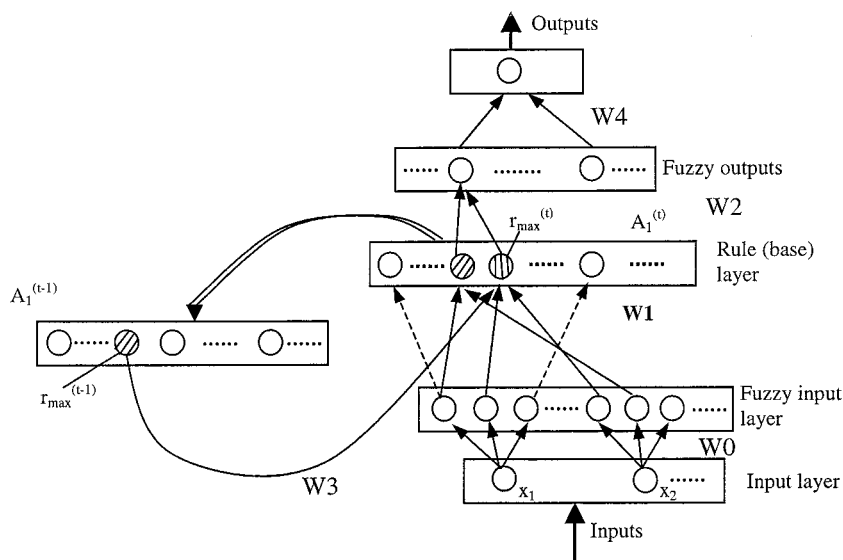 Outputs
W4
Fuzzy outputs
W2
r_max^(t)
A_1^(t)
Rule (base)
layer
A_1^(t-1)
W1
r_max^(t-1)
Fuzzy input
layer
W0
W3
x_1
x_2
Input layer
Inputs